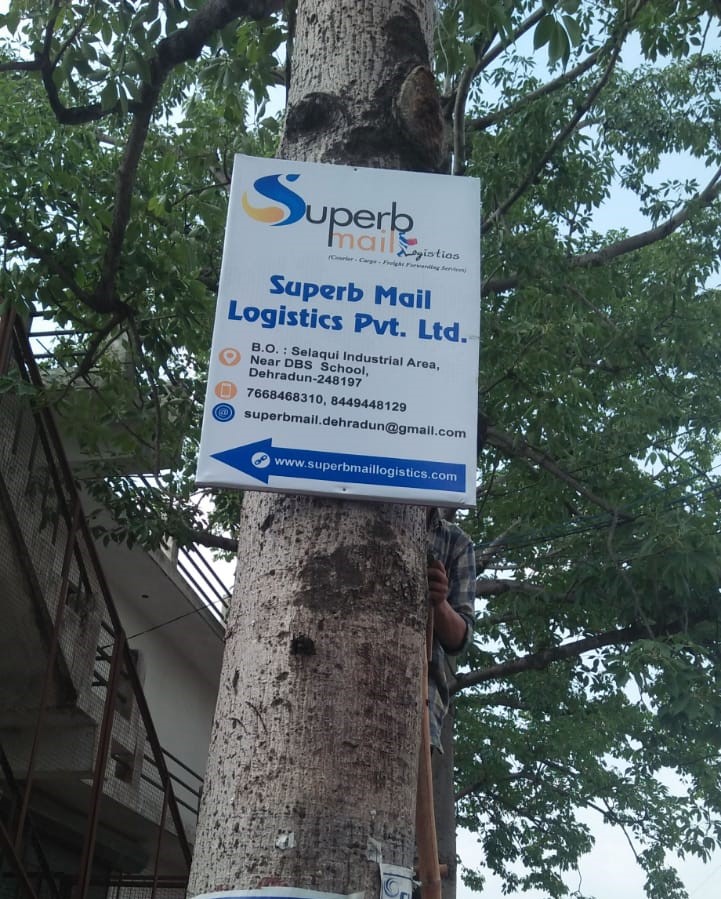 Superb
mail Logistics
(Courier - Cargo - Freight Forwarding Services)
Superb Mail
Logistics Pvt. Ltd.
B.O. : Selaqui Industrial Area,
Near DBS School,
Dehradun-248197
7668468310, 8449448129
@ superbmail.dehradun@gmail.com
www.superbmaillogistics.com